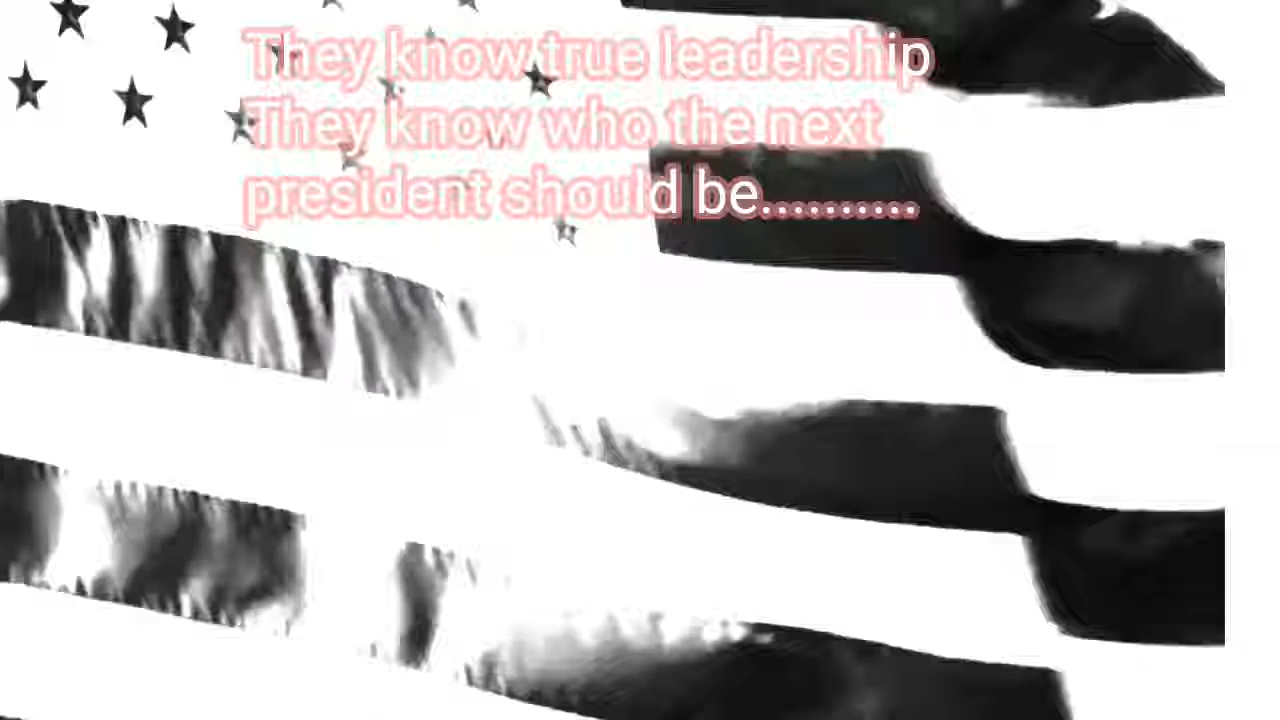 They know true leadership
They know who the next
president should be..........